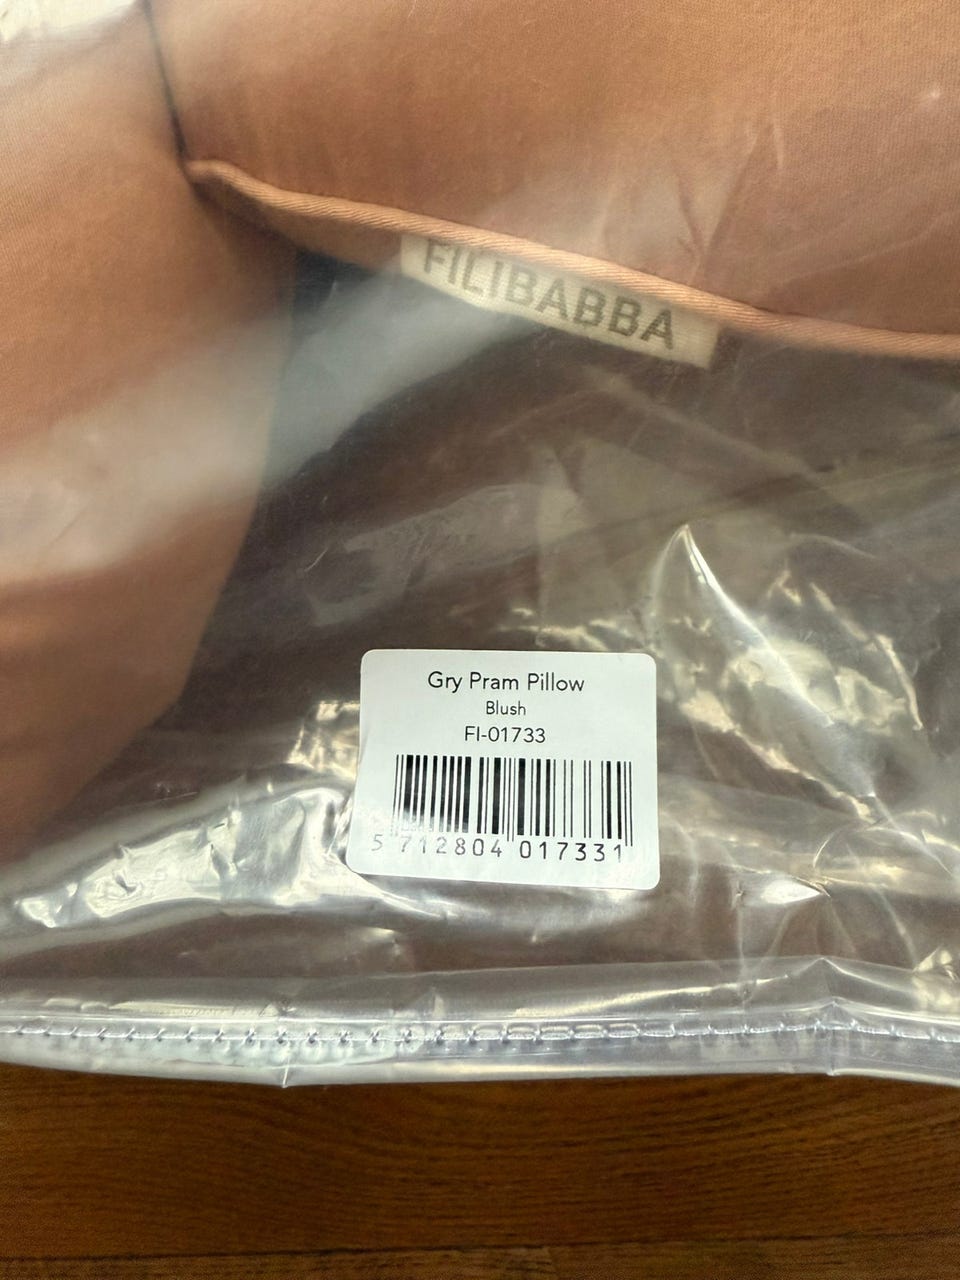 FILIBABBA
Gry Pram Pillow
Blush
FI-01733
5 712804 017331